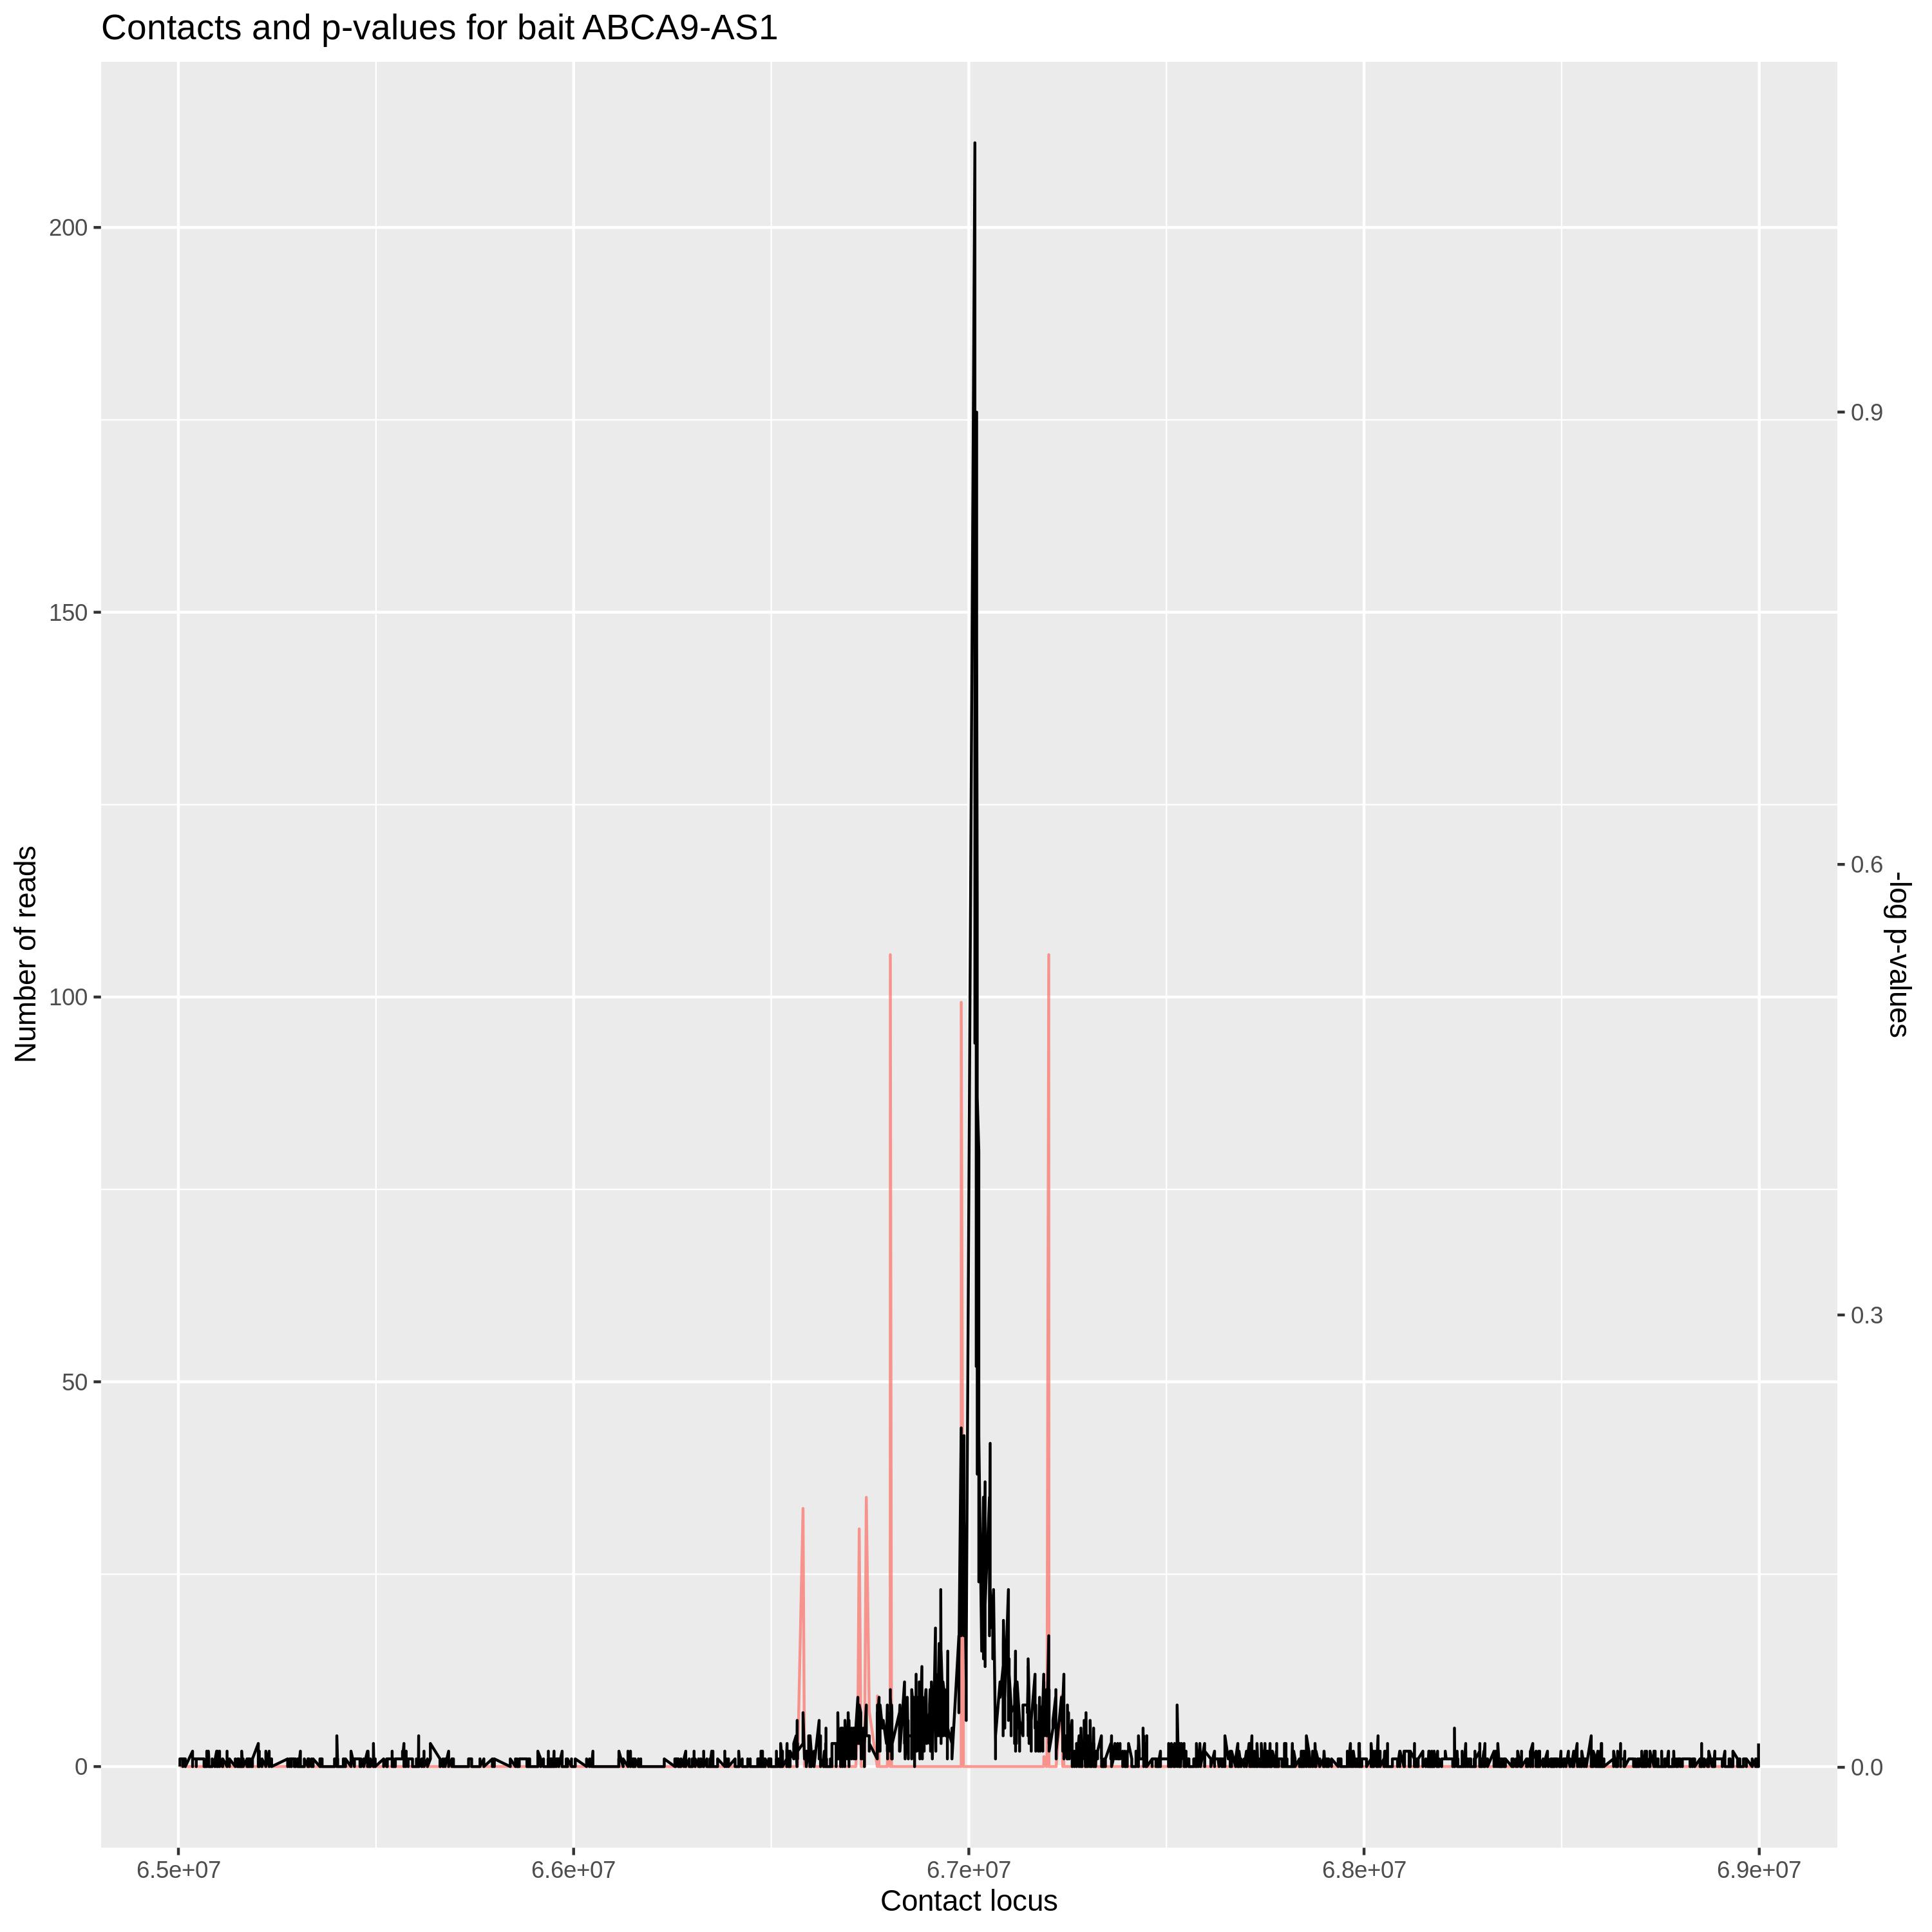 Contacts and p-values for bait ABCA9-AS1
200
150
100
50
0
Number of reads
0.9
0.6
0.3
0.0
-log p-values
6.5e+07
6.6e+07
6.7e+07
6.8e+07
6.9e+07
Contact locus